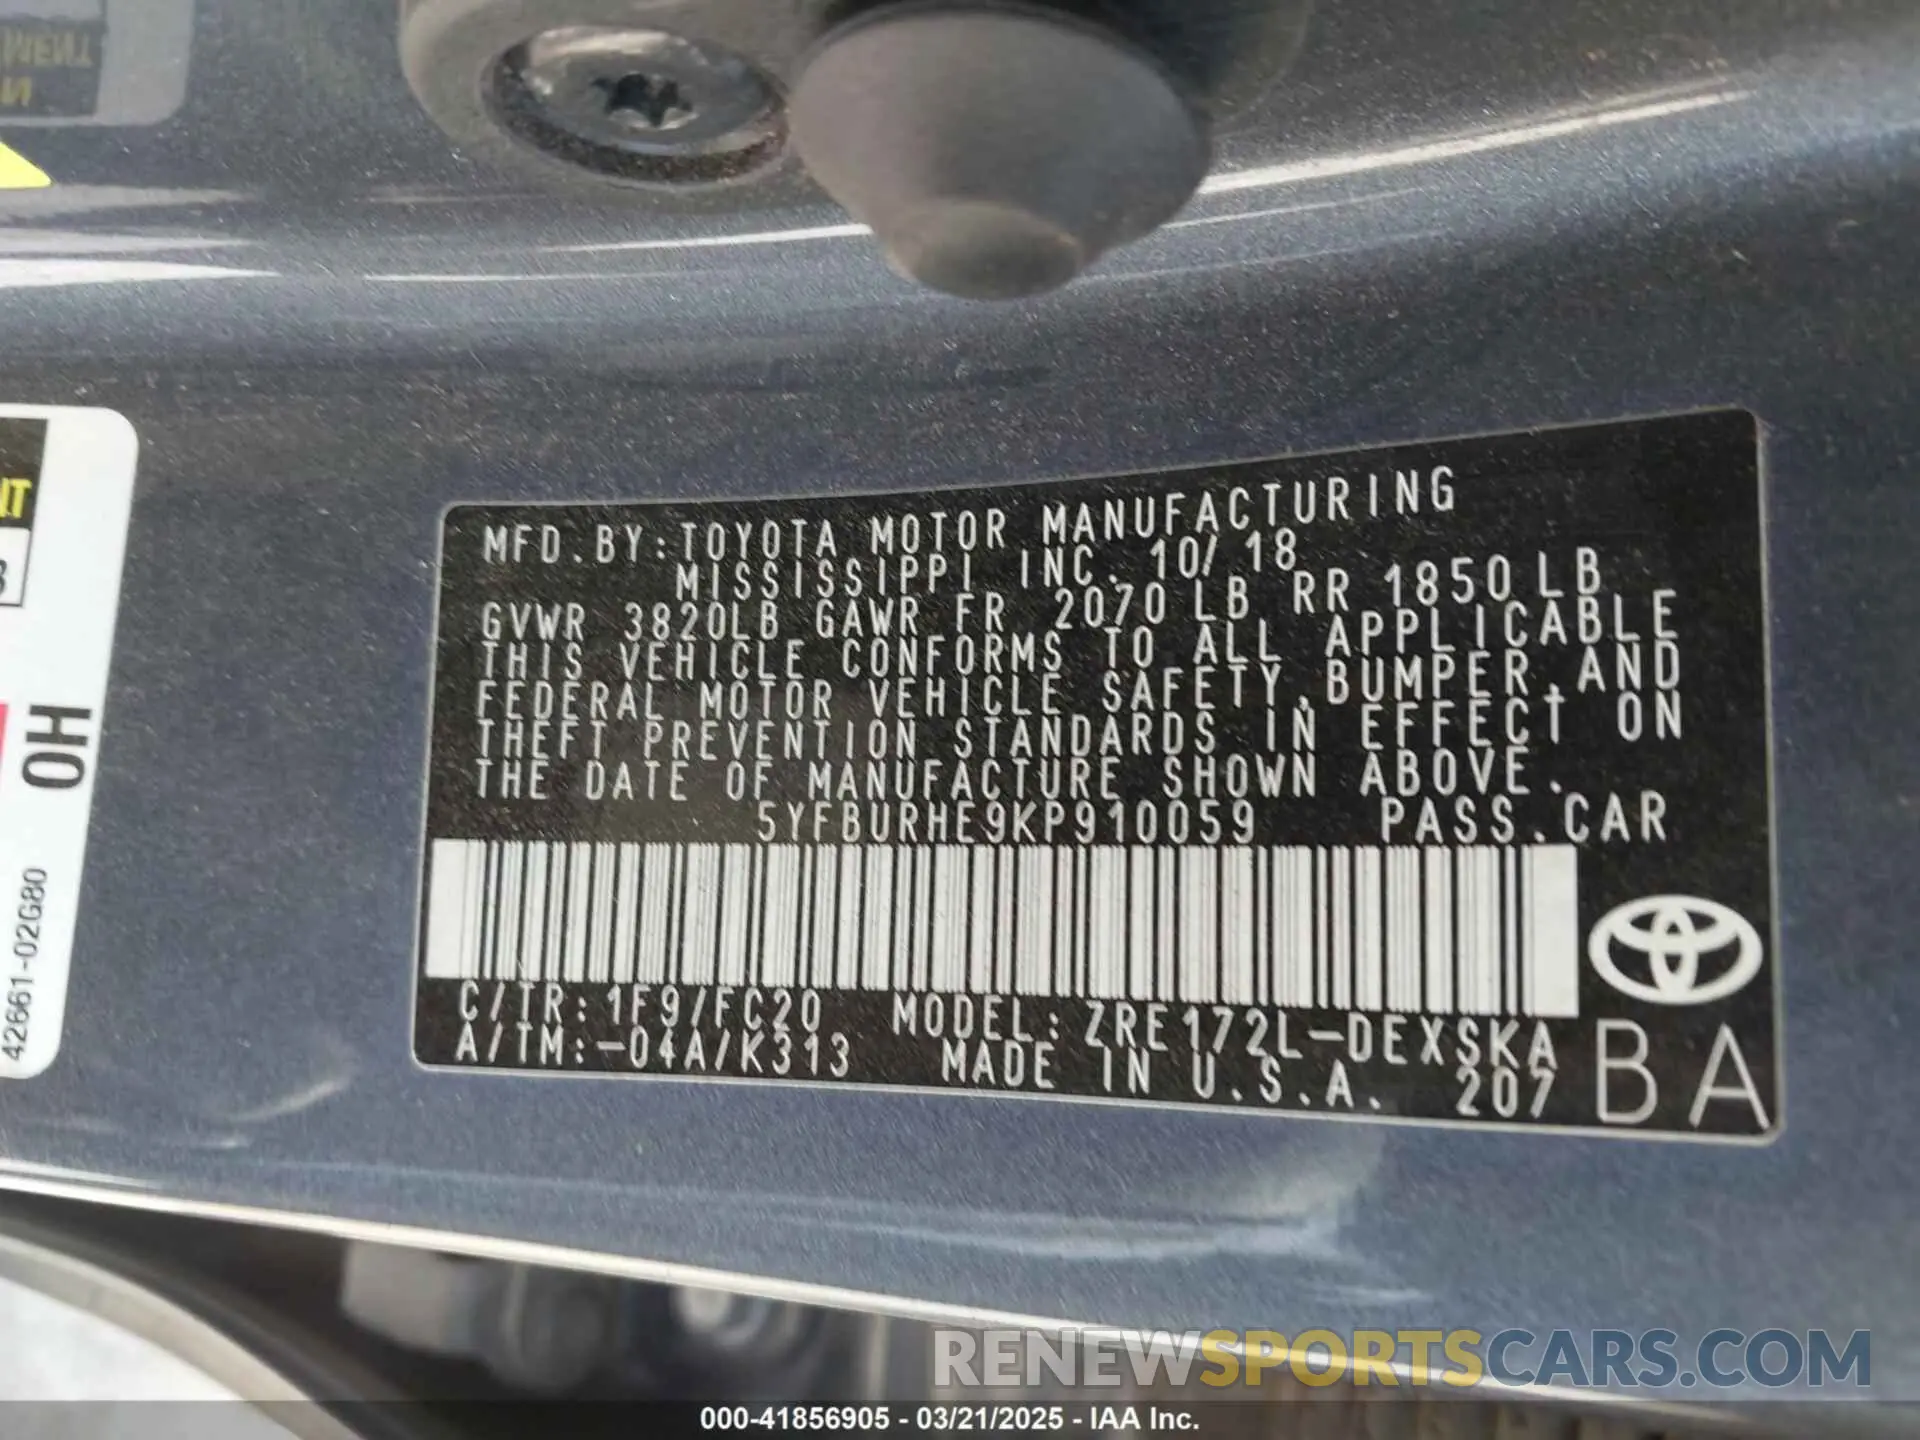 NT
OH
42661-02G80
MFD.BY:TOYOTA MOTOR MANUFACTURING
MISSISSIPPI INC. 10/18
GVWR 3820LB GAWR FR 2070 LB RR 1850 LB
THIS VEHICLE CONFORMS TO ALL APPLICABLE
FEDERAL MOTOR VEHICLE SAFETY,BUMPER,AND
THEFT PREVENTION STANDARDS IN EFFECT ON
THE DATE OF MANUFACTURE SHOWN ABOVE.
5YFBURHE9KP910059 PASS.CAR
C/TR:1F9/FC20 MODEL:ZRE172L-DEXSKA
A/TM:-04A/K313 MADE IN U.S.A. 207
BA
RENEWSPORTSCARS.COM
000-41856905 - 03/21/2025 - IAA Inc.